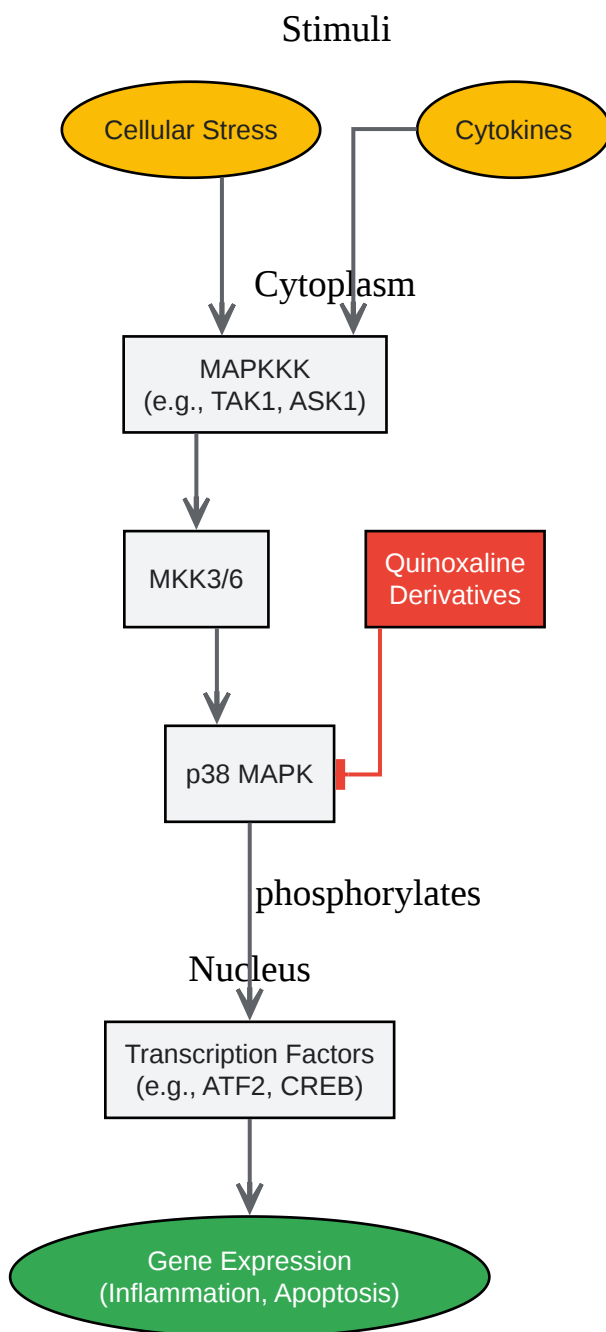 Stimuli
Cellular Stress
Cytokines
Cytoplasm
MAPKKK
(e.g., TAK1, ASK1)
MKK3/6
Quinoxaline
Derivatives
p38 MAPK
phosphorylates
Nucleus
Transcription Factors
(e.g., ATF2, CREB)
Gene Expression
(Inflammation, Apoptosis)